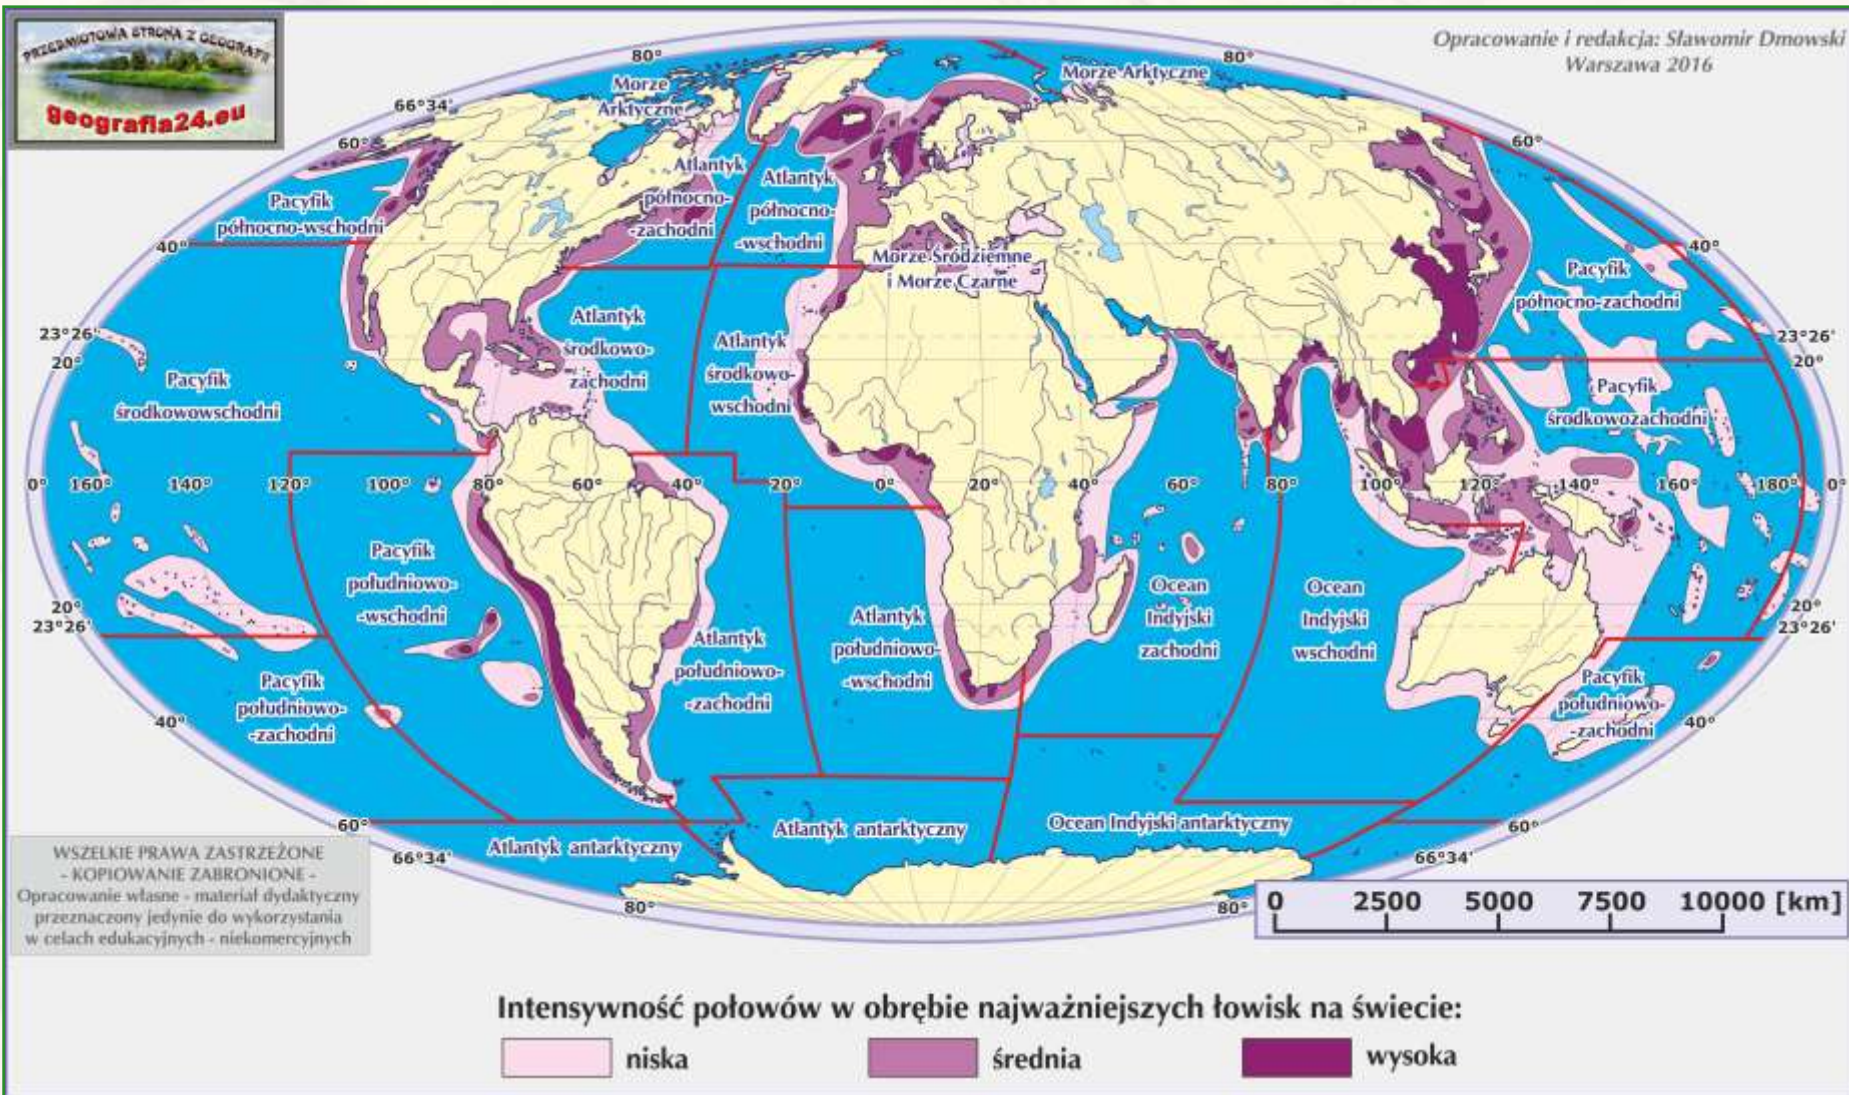 PRZEDMIOTOWA STRONA Z GEOGRAFII
geografia24.eu
Opracowanie i redakcja: Sławomir Dmowski
Warszawa 2016
80°
80°
Morze
Arktyczne
Morze Arktyczne
66°34'
60°
60°
Atlantyk
północno-
-zachodni
Atlantyk
północno-
-wschodni
Pacyfik
północno-wschodni
40°
40°
Morze Śródziemne
i Morze Czarne
Pacyfik
północno-zachodni
Atlantyk
środkowo-
zachodni
Atlantyk
środkowo-
wschodni
23°26'
20°
23°26'
20°
Pacyfik
środkowowschodni
Pacyfik
środkowozachodni
0° 160° 140° 120° 100° 80° 60° 40° 20° 0° 20° 40° 60° 80° 100° 120° 140° 160° 180° 0°
Pacyfik
południowo-
-wschodni
Ocean
Indyjski
zachodni
Ocean
Indyjski
wschodni
20°
23°26'
20°
23°26'
Atlantyk
południowo-
-wschodni
Atlantyk
południowo-
-zachodni
Pacyfik
południowo-
-zachodni
Pacyfik
południowo-
-zachodni
40°
40°
60°
66°34'
Atlantyk antarktyczny
Atlantyk antarktyczny
Ocean Indyjski antarktyczny
60°
66°34'
80°
80°
WSZELKIE PRAWA ZASTRZEŻONE
- KOPIOWANIE ZABRONIONE -
Opracowanie własne - materiał dydaktyczny
przeznaczony jedynie do wykorzystania
w celach edukacyjnych - niekomercyjnych
0 2500 5000 7500 10000 [km]
Intensywność połowów w obrębie najważniejszych łowisk na świecie:
niska
średnia
wysoka